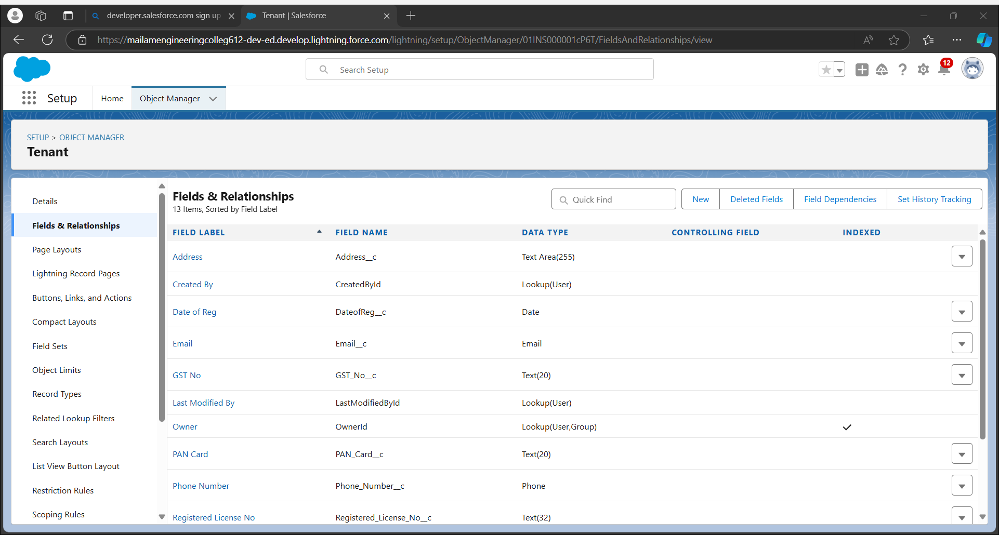 developer.salesforce.com sign up
Tenant | Salesforce
https://mailamengineeringcolleg612-dev-ed.develop.lightning.force.com/lightning/setup/ObjectManager/01INS000001cP6T/FieldsAndRelationships/view
Search Setup
12
Setup
Home
Object Manager
SETUP > OBJECT MANAGER
Tenant
Details
Fields & Relationships
Page Layouts
Lightning Record Pages
Buttons, Links, and Actions
Compact Layouts
Field Sets
Object Limits
Record Types
Related Lookup Filters
Search Layouts
List View Button Layout
Restriction Rules
Scoping Rules
Fields & Relationships
13 Items, Sorted by Field Label
Quick Find
New
Deleted Fields
Field Dependencies
Set History Tracking
FIELD LABEL FIELD NAME DATA TYPE CONTROLLING FIELD INDEXED
Address Address__c Text Area(255)
Created By CreatedById Lookup(User)
Date of Reg DateofReg__c Date
Email Email__c Email
GST No GST_No__c Text(20)
Last Modified By LastModifiedById Lookup(User)
Owner OwnerId Lookup(User,Group)
PAN Card PAN_Card__c Text(20)
Phone Number Phone_Number__c Phone
Registered License No Registered_License_No__c Text(32)